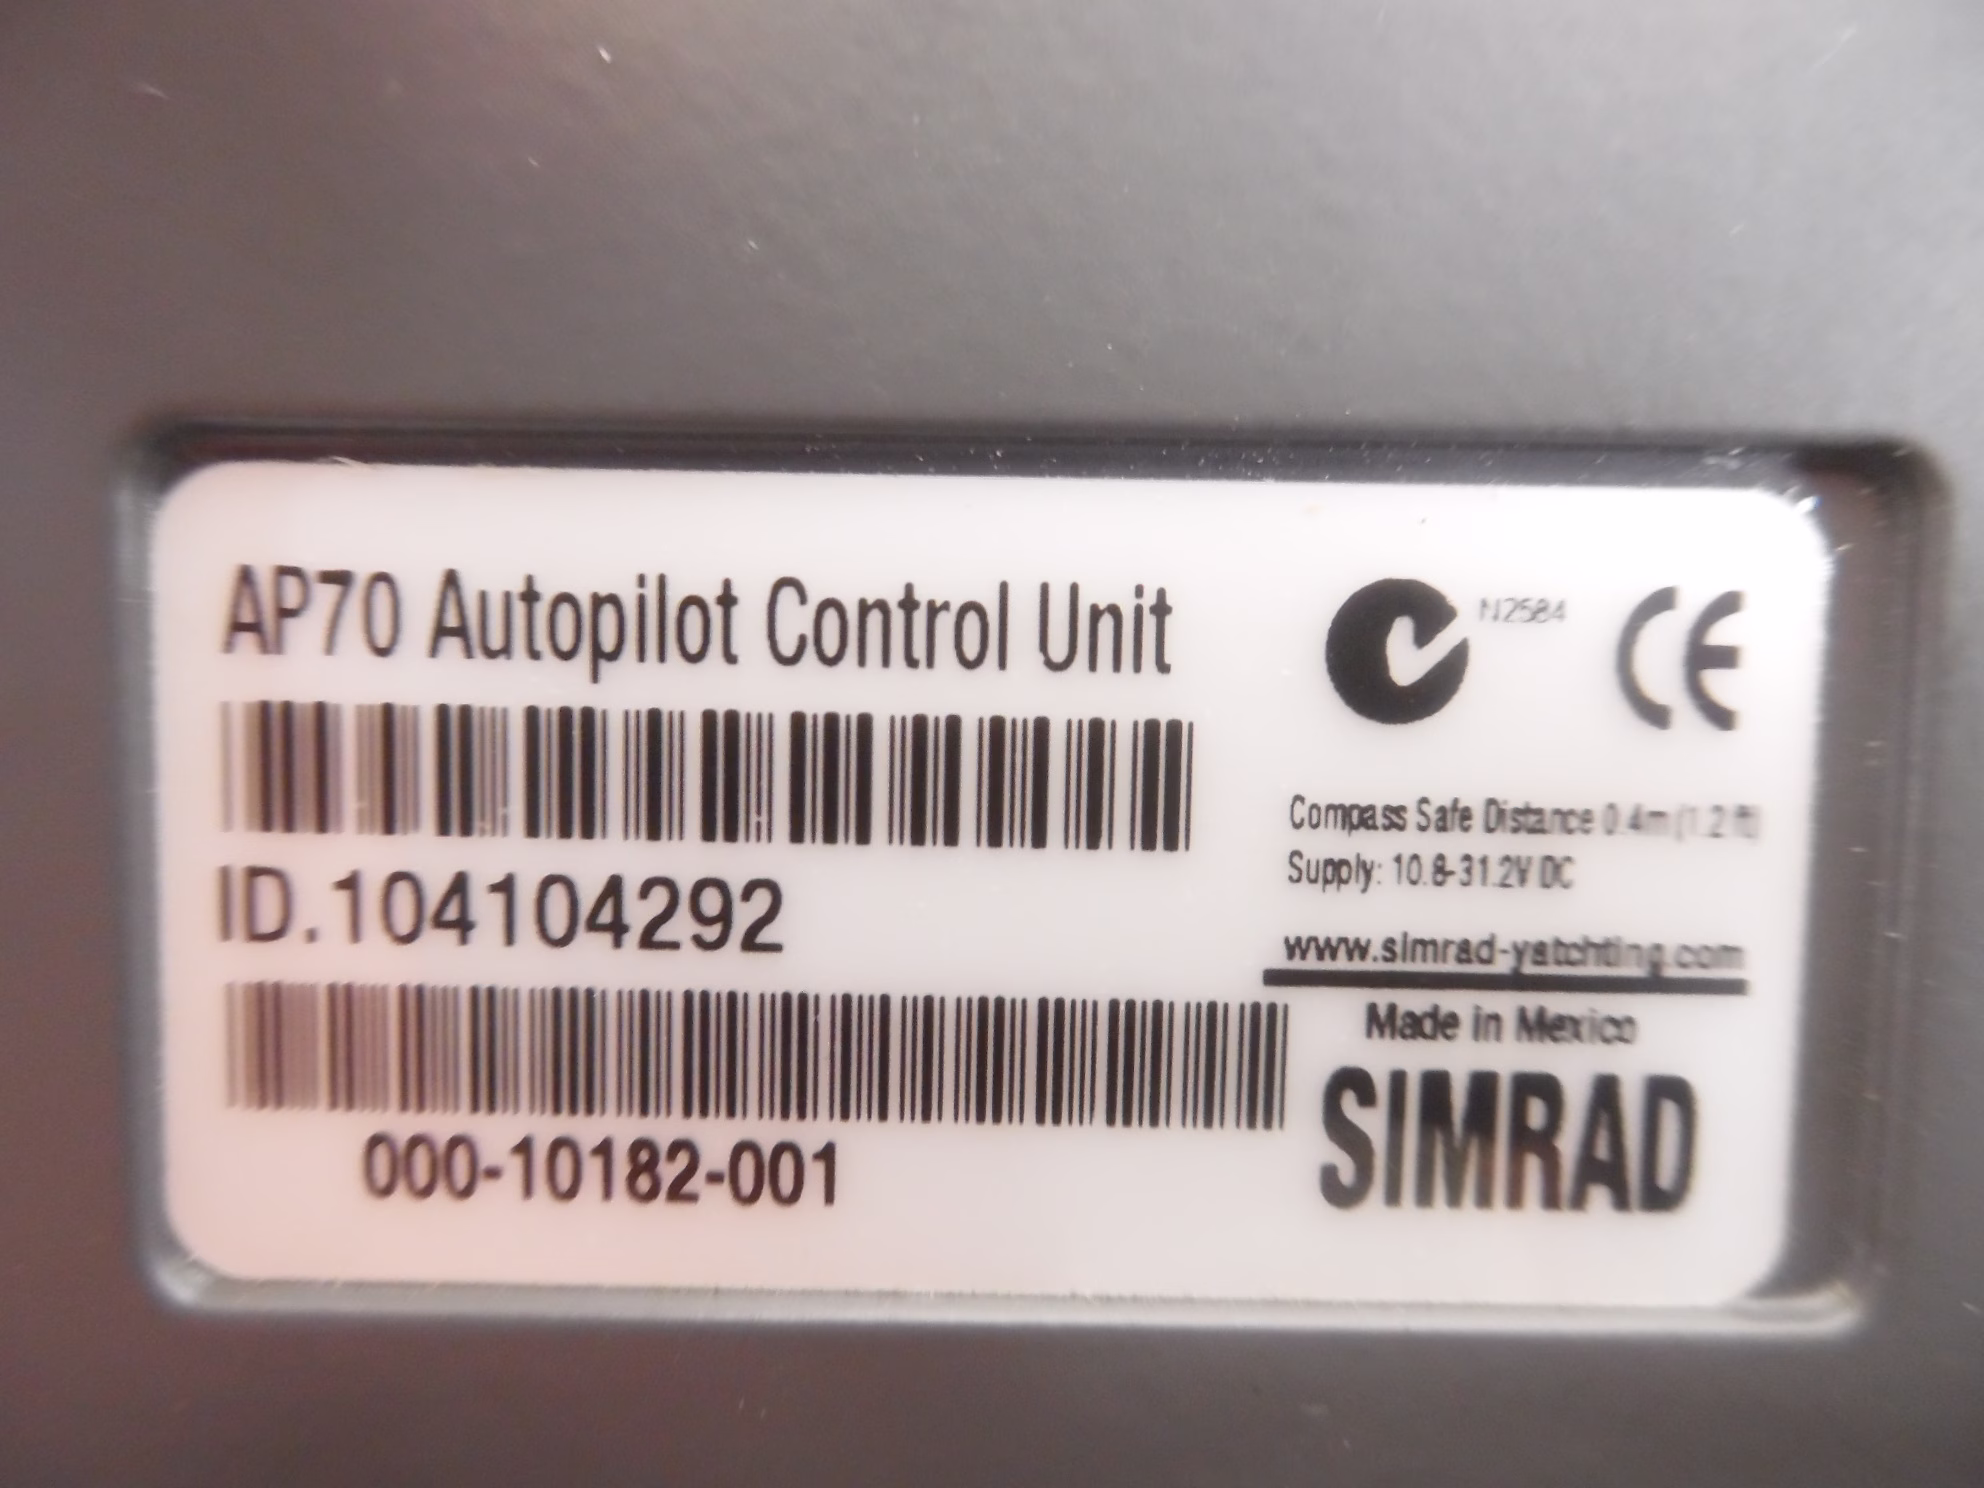 AP70 Autopilot Control Unit
N2584
CE
ID.104104292
000-10182-001
Compass Safe Distance 0.4m (1.2 ft)
Supply: 10.8-31.2V DC
www.simrad-yatchting.com
Made in Mexico
SIMRAD